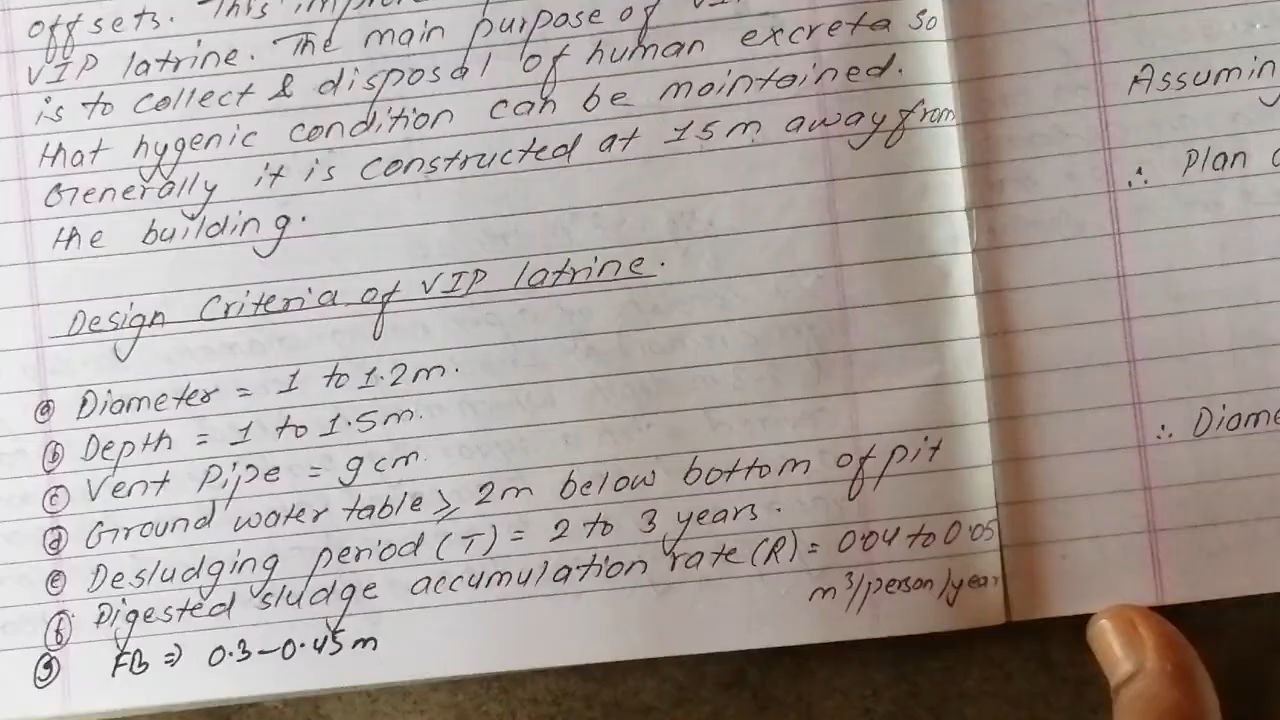 offsets. This
VIP latrine. The main purpose of
is to collect & disposal of human excreta so
that hygenic condition can be maintained.
Generally it is constructed at 15m away from
the building.
Design Criteria of VIP latrine.
(a) Diameter = 1 to 1.2m.
(b) Depth = 1 to 1.5m.
(c) Vent Pipe = 9cm.
(d) Ground water table ≥ 2m below bottom of pit
(e) Desludging period (T) = 2 to 3 years.
(f) Digested sludge accumulation rate (R) = 0.04 to 0.05
m³/person/year
(g) FB ⇒ 0.3-0.45m
Assumin
∴ Plan
∴ Diame